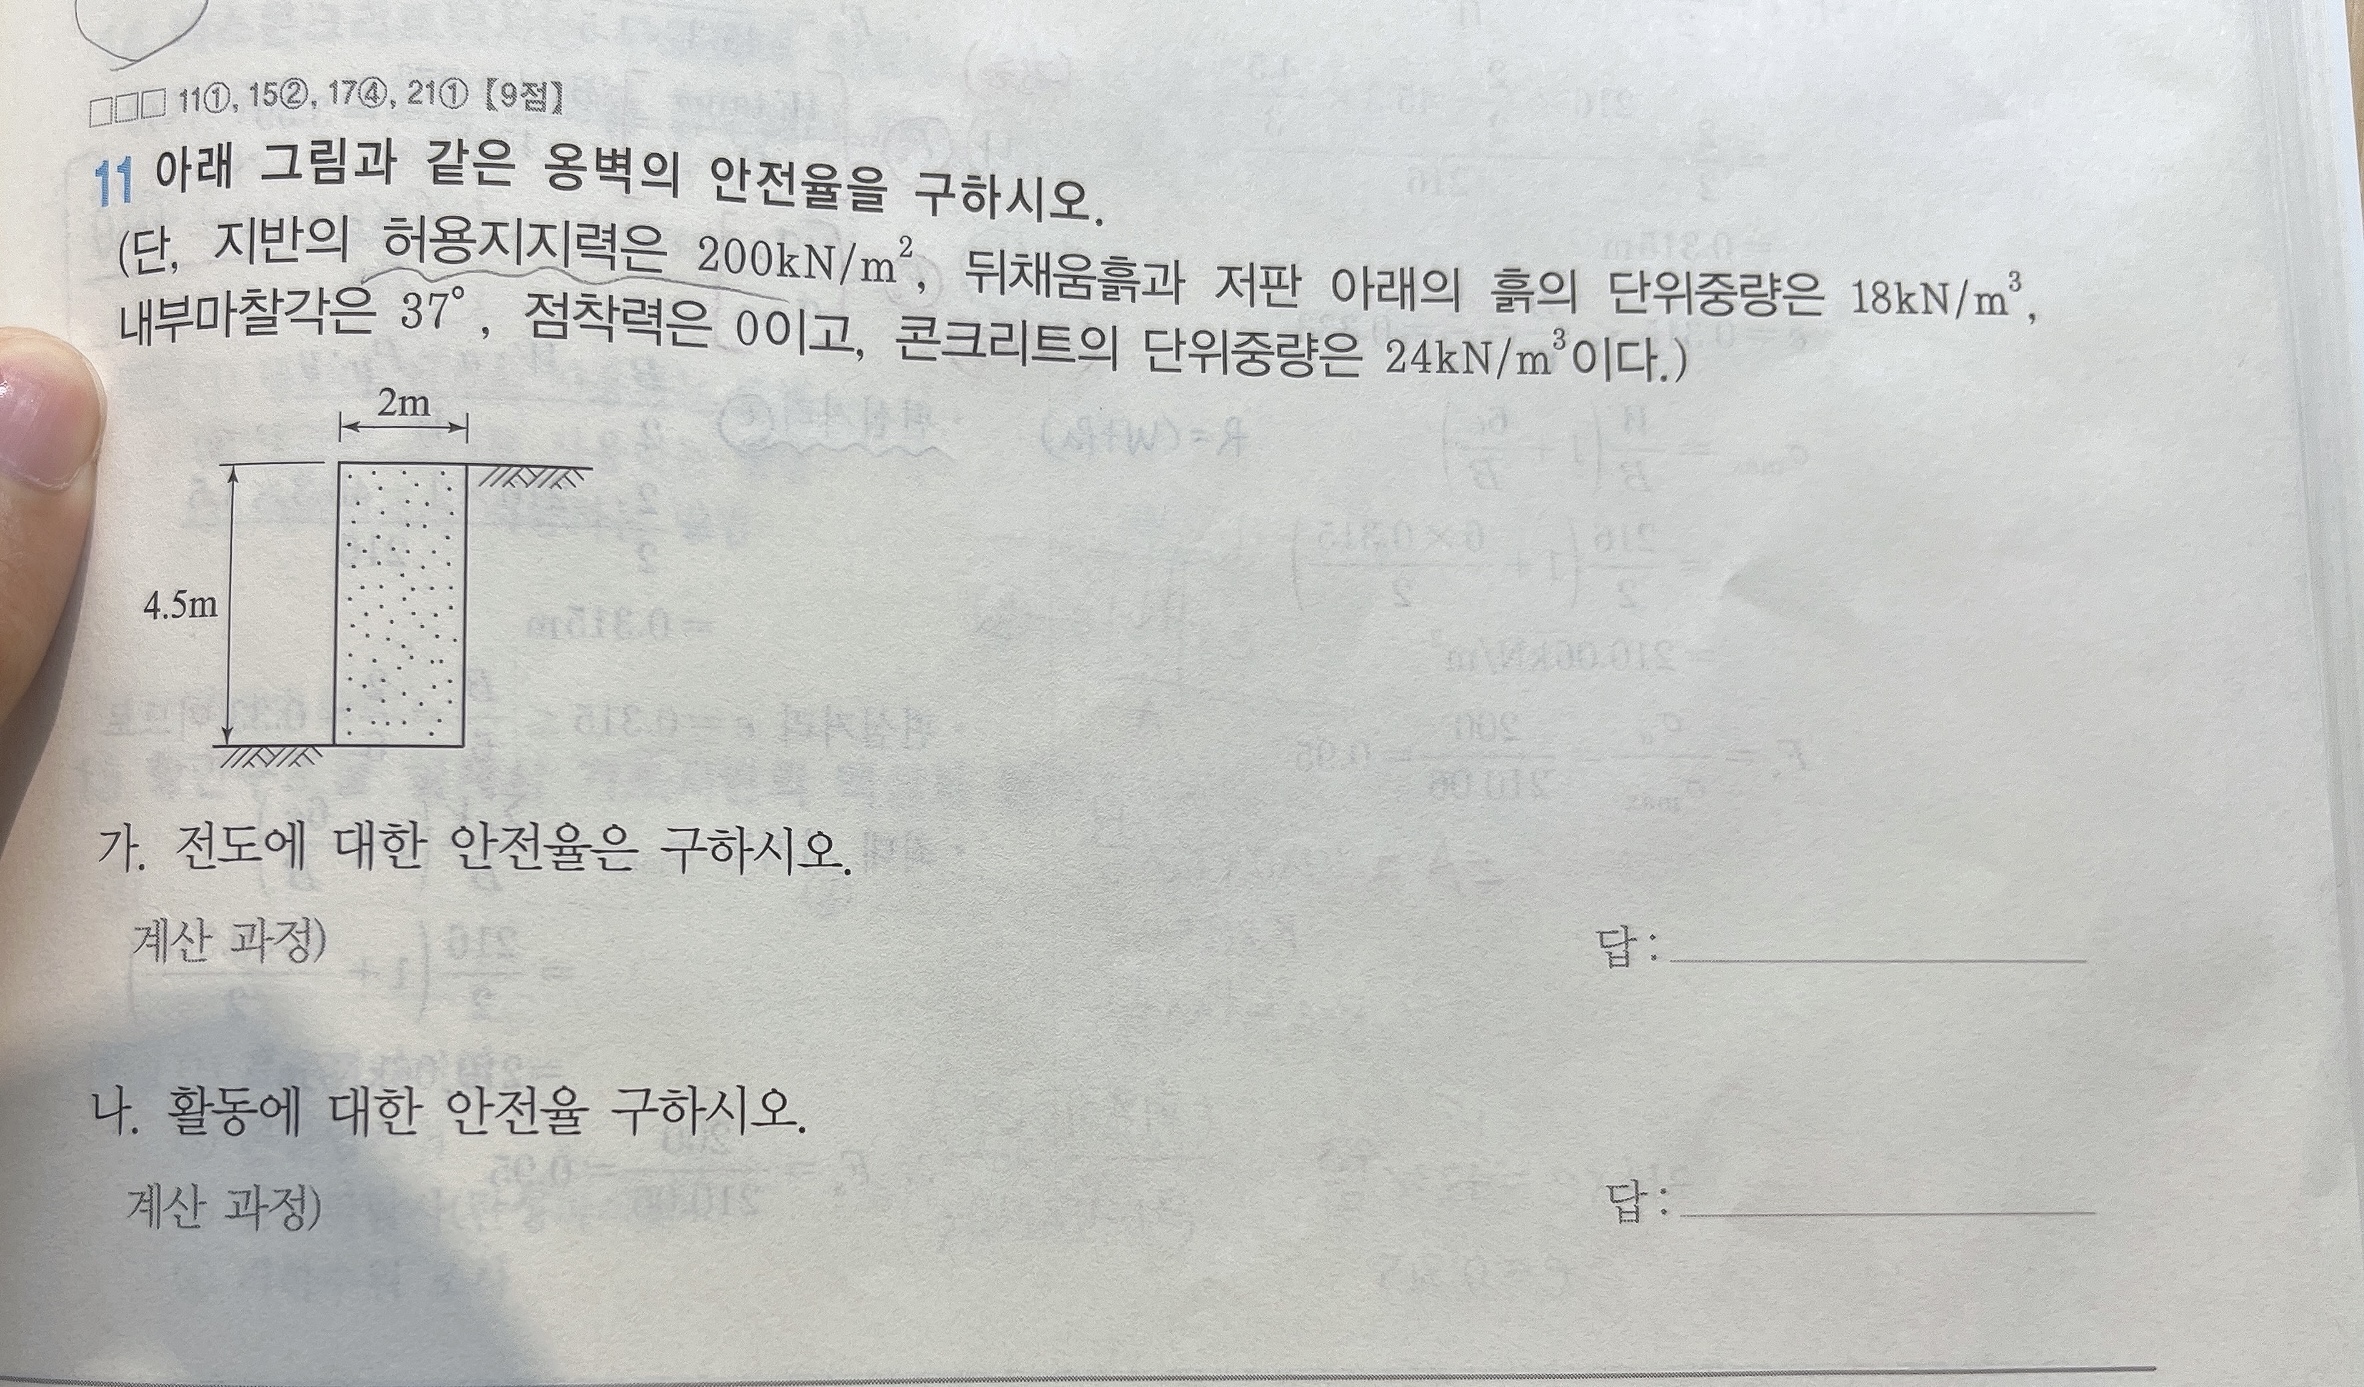 □□□ 11①, 15②, 17④, 21① 【9점】
11 아래 그림과 같은 옹벽의 안전율을 구하시오.
(단, 지반의 허용지지력은 200kN/m², 뒤채움흙과 저판 아래의 흙의 단위중량은 18kN/m³,
내부마찰각은 37°, 점착력은 0이고, 콘크리트의 단위중량은 24kN/m³이다.)
2m
4.5m
가. 전도에 대한 안전율은 구하시오.
계산 과정)
답:
나. 활동에 대한 안전율 구하시오.
계산 과정)
답: